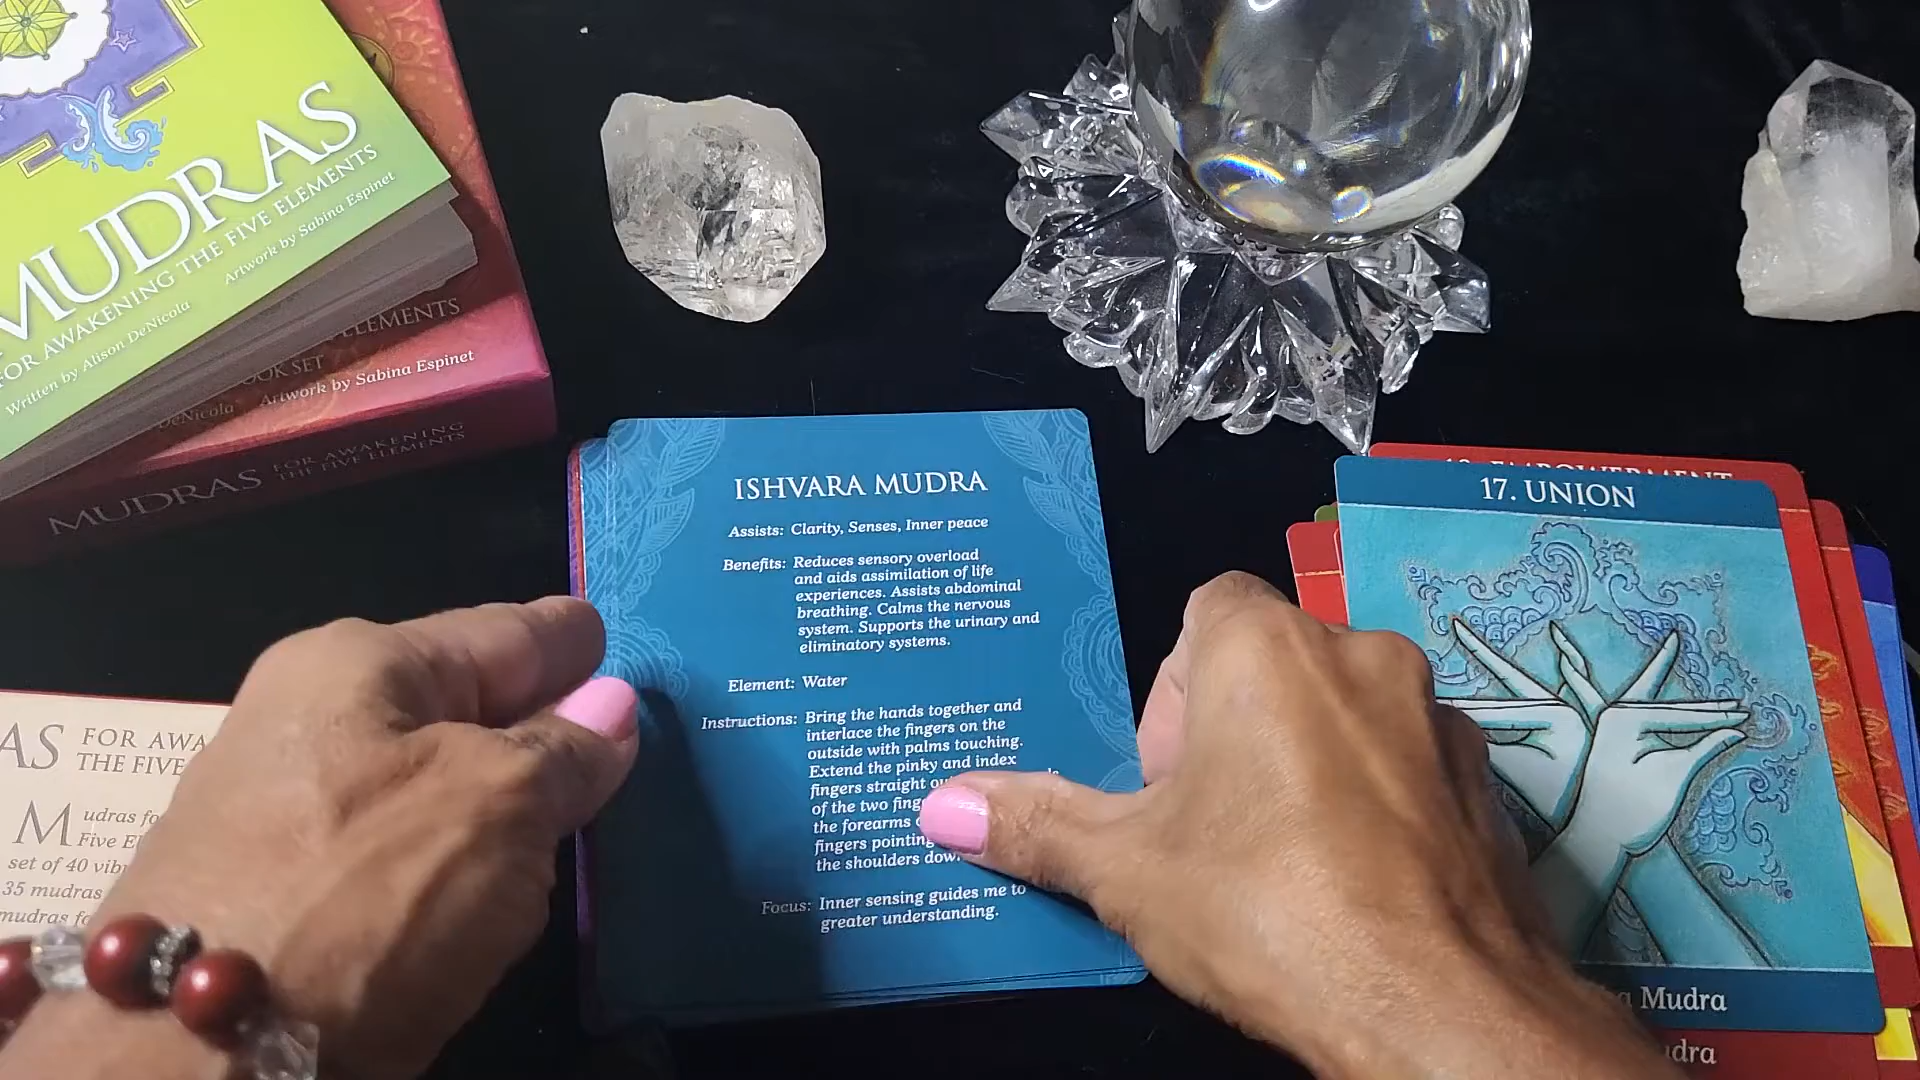 MUDRAS
FOR AWAKENING THE FIVE ELEMENTS
Written by Alison DeNicola
Artwork by Sabina Espinet
ELEMENTS
BOOK SET
DeNicola
Artwork by Sabina Espinet
MUDRAS FOR AWAKENING
THE FIVE ELEMENTS
AS FOR AWA
THE FIVE
Mudras fo
Five El
set of 40 vib
35 mudras
mudras fo
ISHVARA MUDRA
Assists: Clarity, Senses, Inner peace
Benefits: Reduces sensory overload
and aids assimilation of life
experiences. Assists abdominal
breathing. Calms the nervous
system. Supports the urinary and
eliminatory systems.
Element: Water
Instructions: Bring the hands together and
interlace the fingers on the
outside with palms touching.
Extend the pinky and index
fingers straight
of the two
the forearms
fingers pointing
the shoulders
Focus: Inner sensing guides me to
greater understanding.
EMPOWERMENT
17. UNION
Mudra
udra